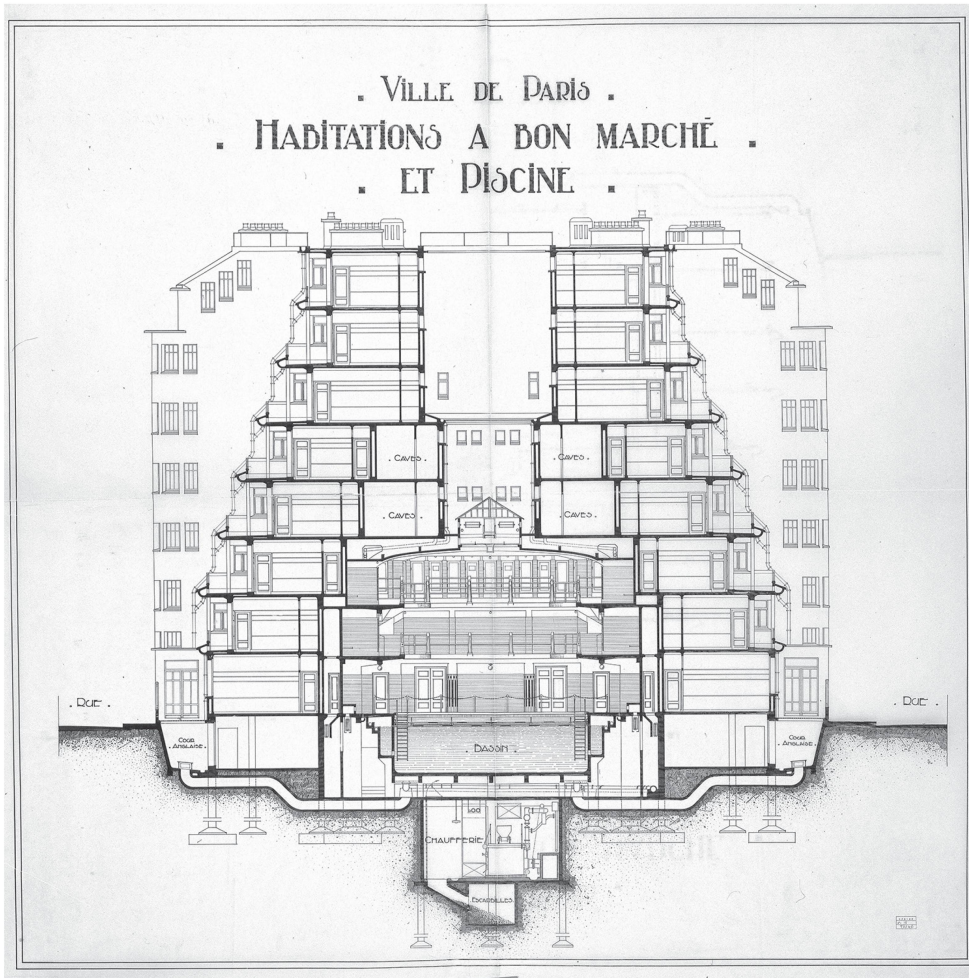 . VILLE DE PARIS .
. HABITATIONS A BON MARCHÉ .
. ET PISCINE .
. CAVES .
. CAVES .
. CAVES .
. CAVES .
. RUE .
. RUE .
COUR ANGLAISE .
. BASSIN .
COUR ANGLAISE .
CHAUFFERIE
ESCARBILLES